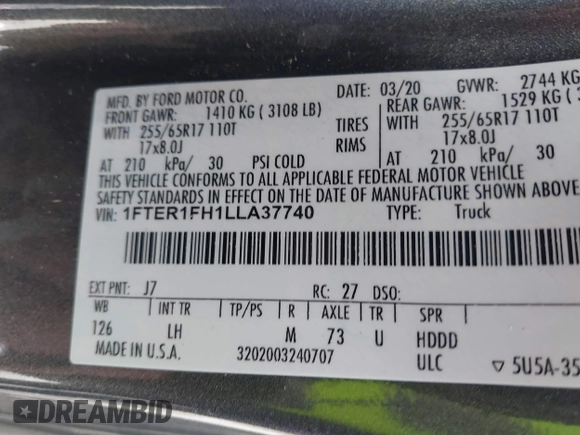 MFD. BY FORD MOTOR CO.
DATE: 03/20 GVWR: 2744 KG
FRONT GAWR: 1410 KG ( 3108 LB) REAR GAWR: 1529 KG (
WITH 255/65R17 110T TIRES WITH 255/65R17 110T
17x8.0J RIMS 17x8.0J
AT 210 kPa/ 30 PSI COLD AT 210 kPa/ 30
THIS VEHICLE CONFORMS TO ALL APPLICABLE FEDERAL MOTOR VEHICLE
SAFETY STANDARDS IN EFFECT ON THE DATE OF MANUFACTURE SHOWN ABOVE.
VIN: 1FTER1FH1LLA37740 TYPE: Truck
EXT PNT: J7 RC: 27 DSO:
WB INT TR TP/PS R AXLE TR SPR
126 LH M 73 U HDDD
MADE IN U.S.A. 3202003240707 ULC ▽ 5U5A-35
DREAMBID